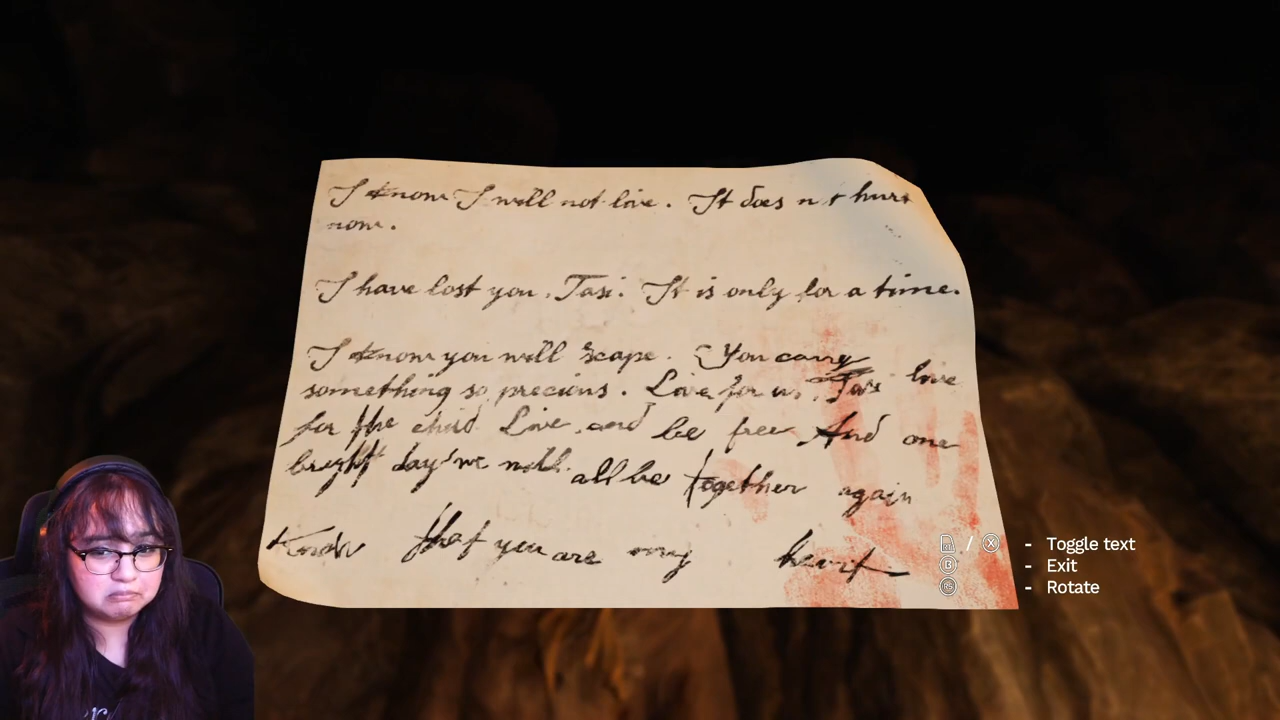 I know I will not live. It does not hurt
now.
I have lost you, Tasi. It is only for a time.
I know you will scape. You carry
something so precious. Live for us, Tasi live
for the child Live, and be free And one
bright day we will all be together again
Know that you are my heart
/ X - Toggle text
B - Exit
RS - Rotate